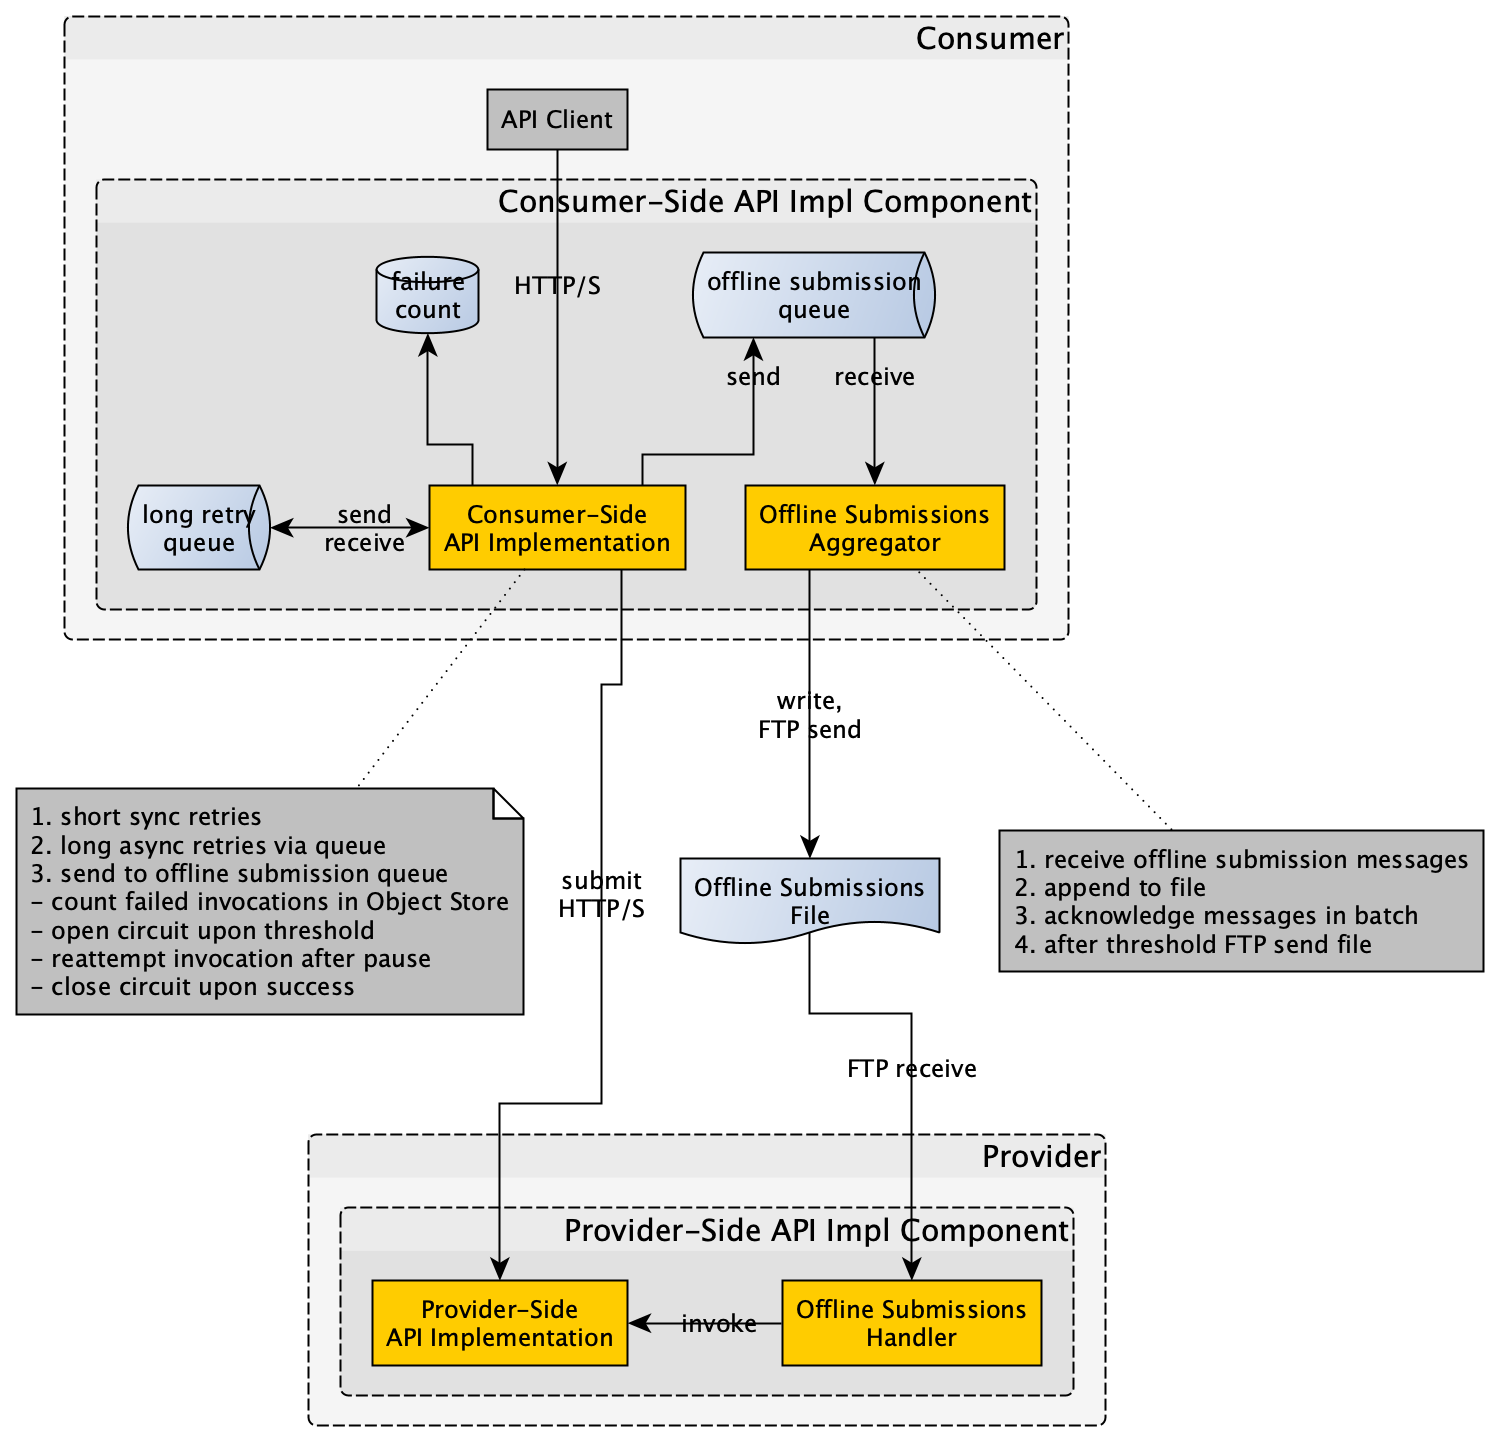 Consumer
API Client
Consumer-Side API Impl Component
failure
count
HTTP/S
offline submission
queue
send
receive
long retry
queue
send
receive
Consumer-Side
API Implementation
Offline Submissions
Aggregator
write,
FTP send
1. short sync retries
2. long async retries via queue
3. send to offline submission queue
- count failed invocations in Object Store
- open circuit upon threshold
- reattempt invocation after pause
- close circuit upon success
submit
HTTP/S
Offline Submissions
File
1. receive offline submission messages
2. append to file
3. acknowledge messages in batch
4. after threshold FTP send file
FTP receive
Provider
Provider-Side API Impl Component
Provider-Side
API Implementation
invoke
Offline Submissions
Handler